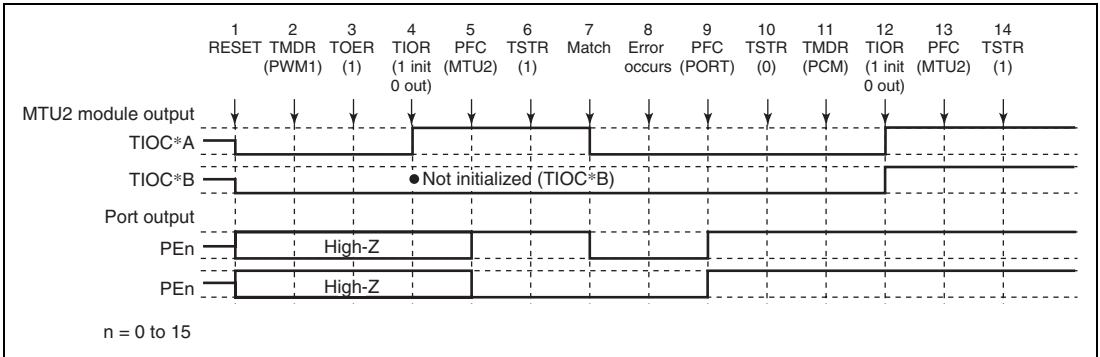 1 2 3 4 5 6 7 8 9 10 11 12 13 14
RESET TMDR TOER TIOR PFC TSTR Match Error PFC TSTR TMDR TIOR PFC TSTR
(PWM1) (1) (1 init (MTU2) (1) occurs (PORT) (0) (PCM) (1 init (MTU2) (1)
0 out) 0 out)
MTU2 module output
TIOC*A
TIOC*B
● Not initialized (TIOC*B)
Port output
PEn
High-Z
PEn
High-Z
n = 0 to 15